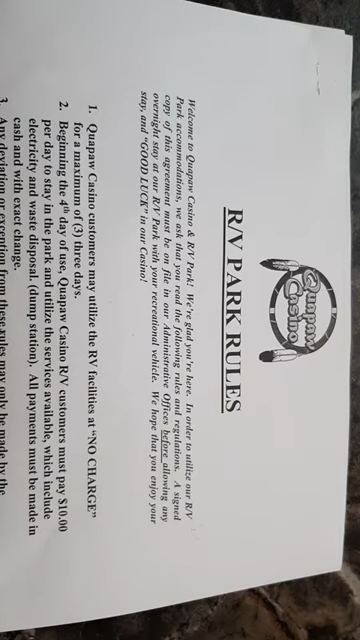 Quapaw
Casino
R/V PARK RULES
Welcome to Quapaw Casino & R/V Park! We're glad you're here. In order to utilize our R/V
Park accommodations, we ask that you read the following rules and regulations. A signed
copy of this agreement must be on file in our Administrative Offices before allowing any
overnight stay at our R/V Park with your recreational vehicle. We hope that you enjoy your
stay, and "GOOD LUCK" in our Casino!
1. Quapaw Casino customers may utilize the RV facilities at "NO CHARGE"
for a maximum of (3) three days.
2. Beginning the 4th day of use, Quapaw Casino R/V customers must pay $10.00
per day to stay in the park and utilize the services available, which include
electricity and waste disposal, (dump station). All payments must be made in
cash and with exact change.
3. Any deviation or exception from these rules may only be made by the